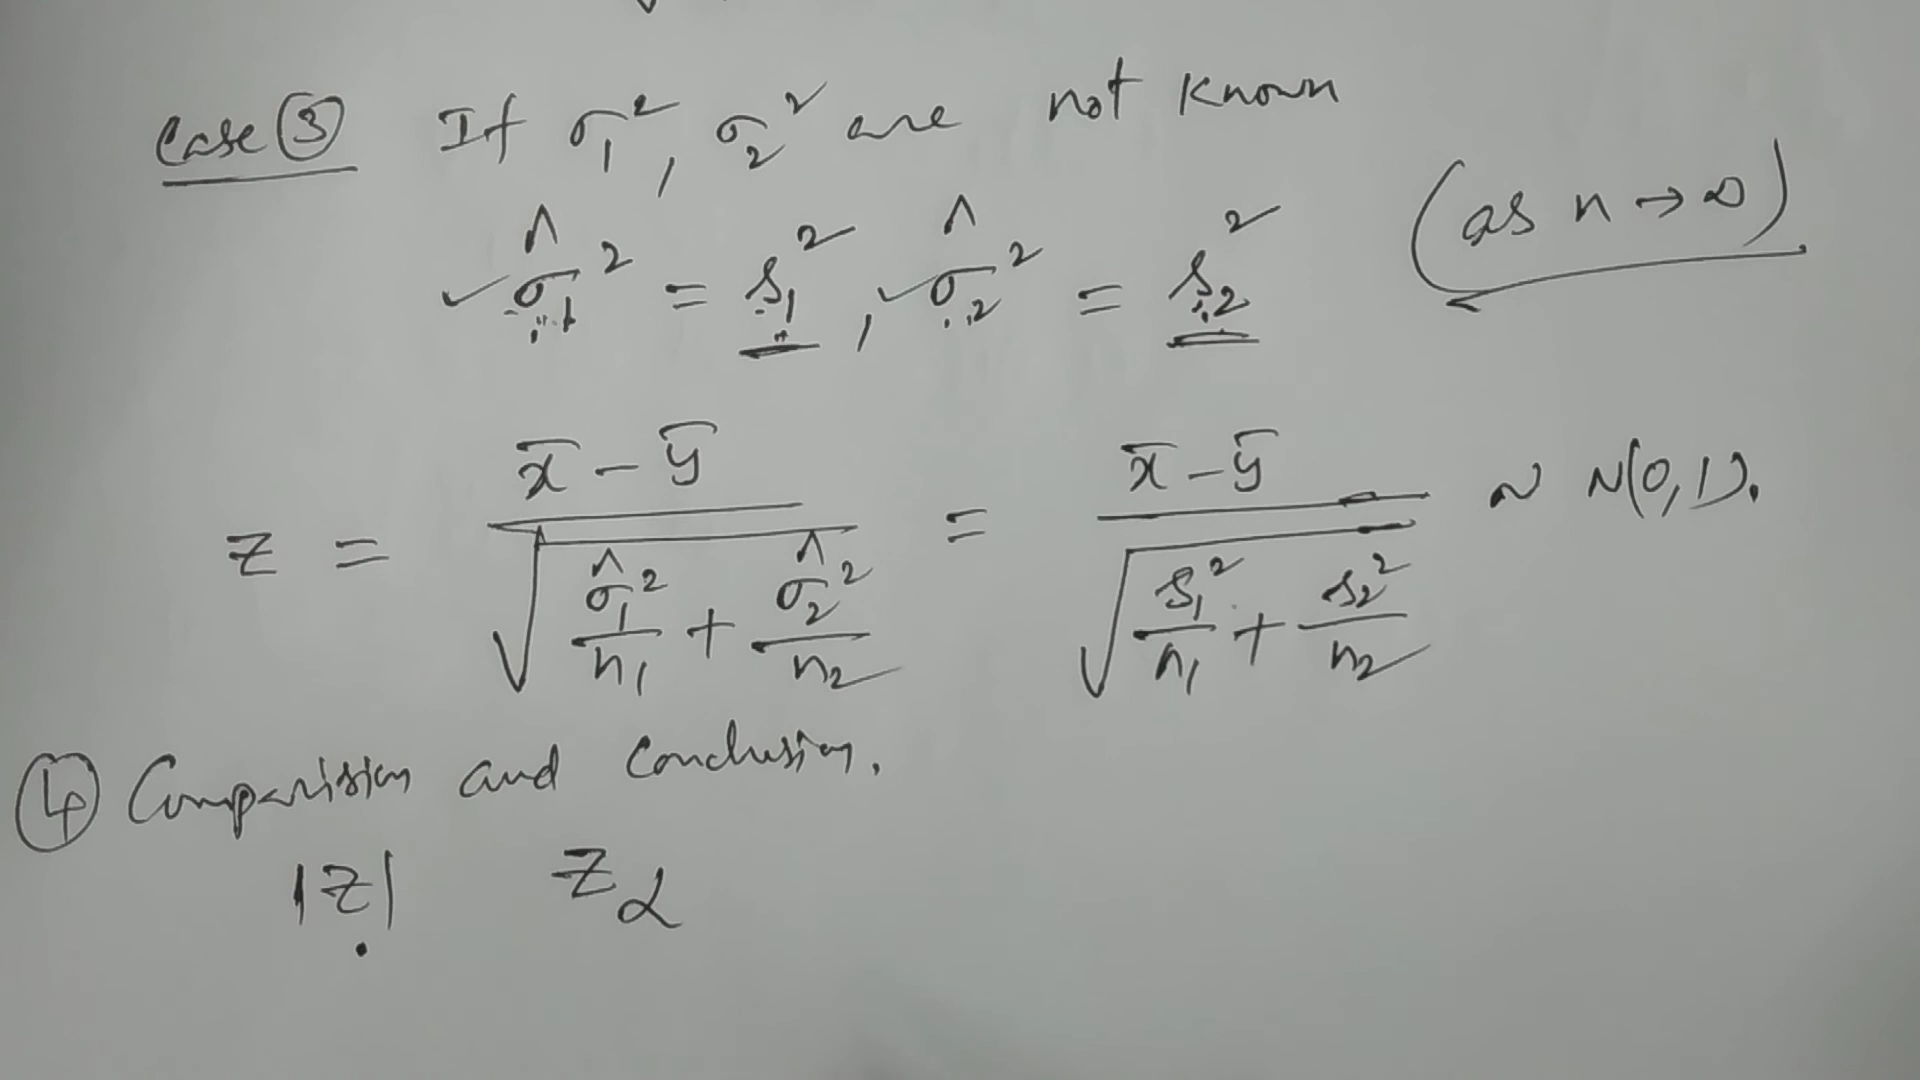 Case ③ If σ₁², σ₂² are not known
✓σ̂₁² = s₁², ✓σ̂₂² = s₂² (as n → ∞)
z = (x̄ − ȳ) / √(σ̂₁²/n₁ + σ̂₂²/n₂) = (x̄ − ȳ) / √(s₁²/n₁ + s₂²/n₂) ~ N(0,1).
④ Comparision and Conclusion.
|z| z_α